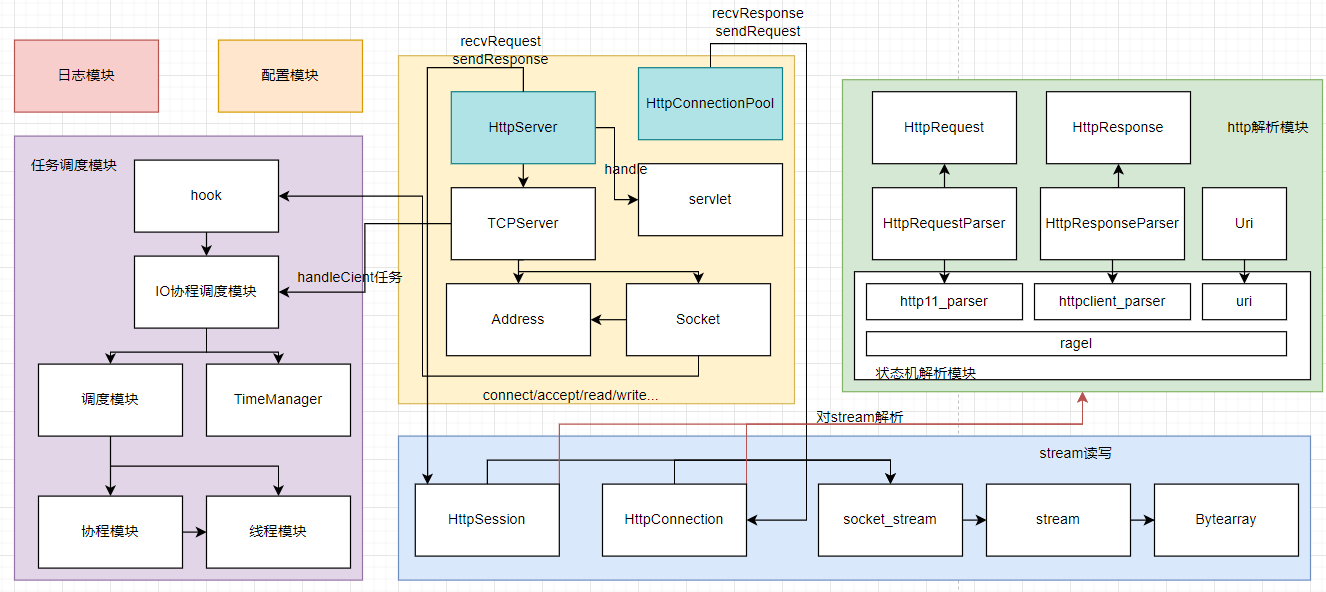 recvResponse
sendRequest
recvRequest
sendResponse
日志模块
配置模块
HttpConnectionPool
HttpServer
HttpRequest
HttpResponse
http解析模块
任务调度模块
handle
hook
servlet
TCPServer
HttpRequestParser
HttpResponseParser
Uri
handleCient任务
IO协程调度模块
http11_parser
httpclient_parser
uri
Address
Socket
ragel
状态机解析模块
connect/accept/read/write...
调度模块
TimeManager
对stream解析
stream读写
HttpSession
HttpConnection
socket_stream
stream
Bytearray
协程模块
线程模块